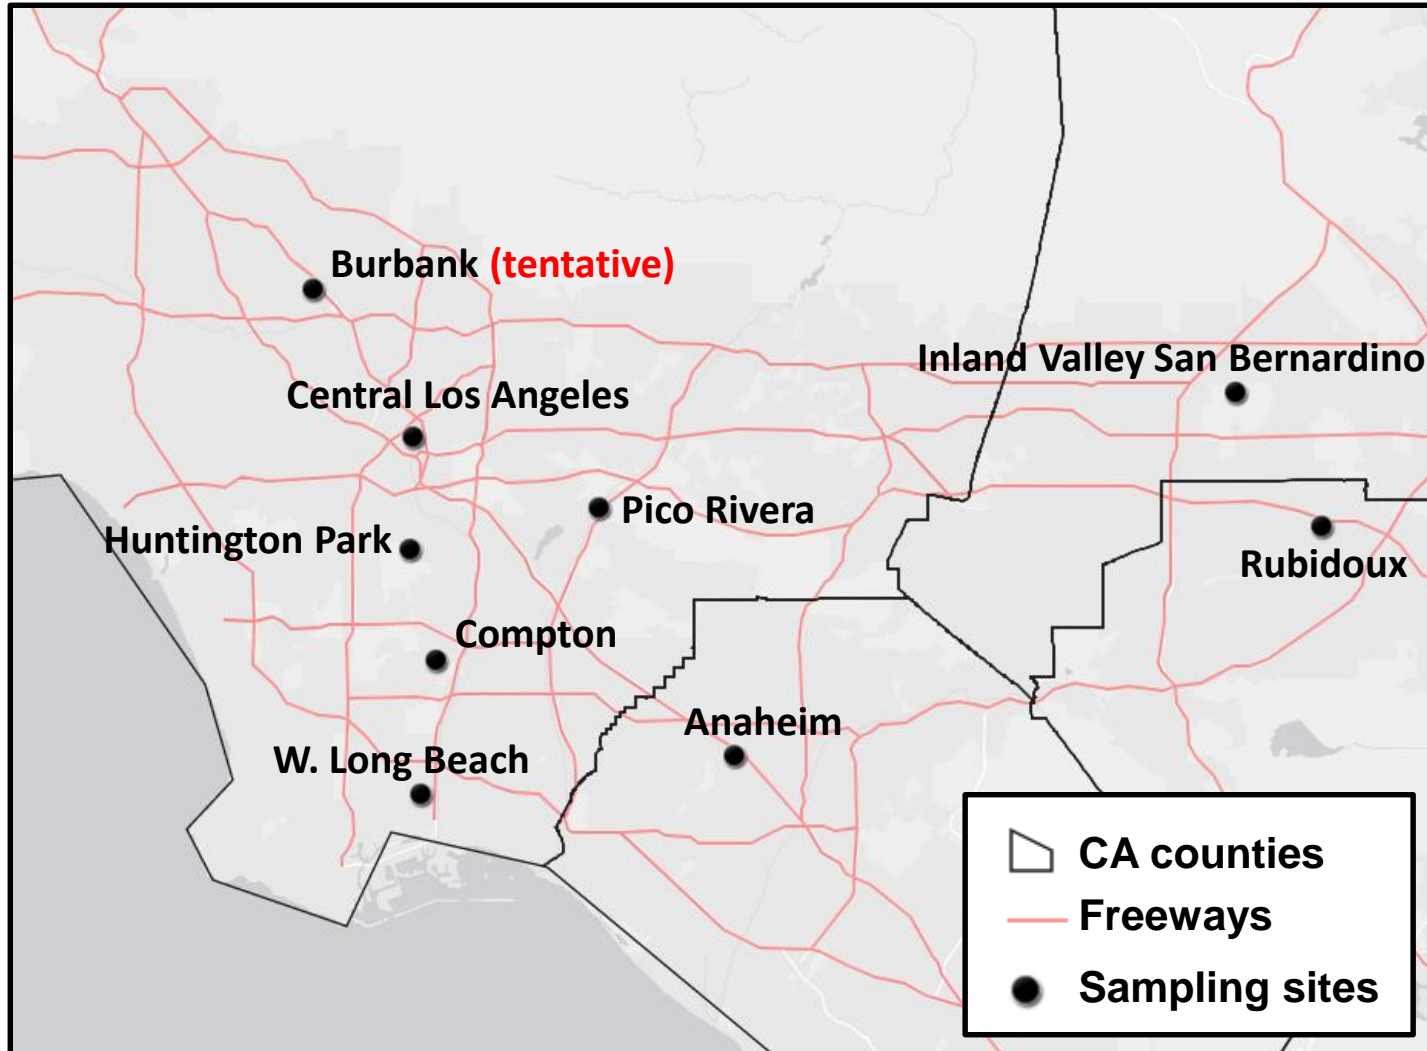 Burbank (tentative)
Inland Valley San Bernardino
Central Los Angeles
Pico Rivera
Huntington Park
Rubidoux
Compton
Anaheim
W. Long Beach
CA counties
Freeways
Sampling sites